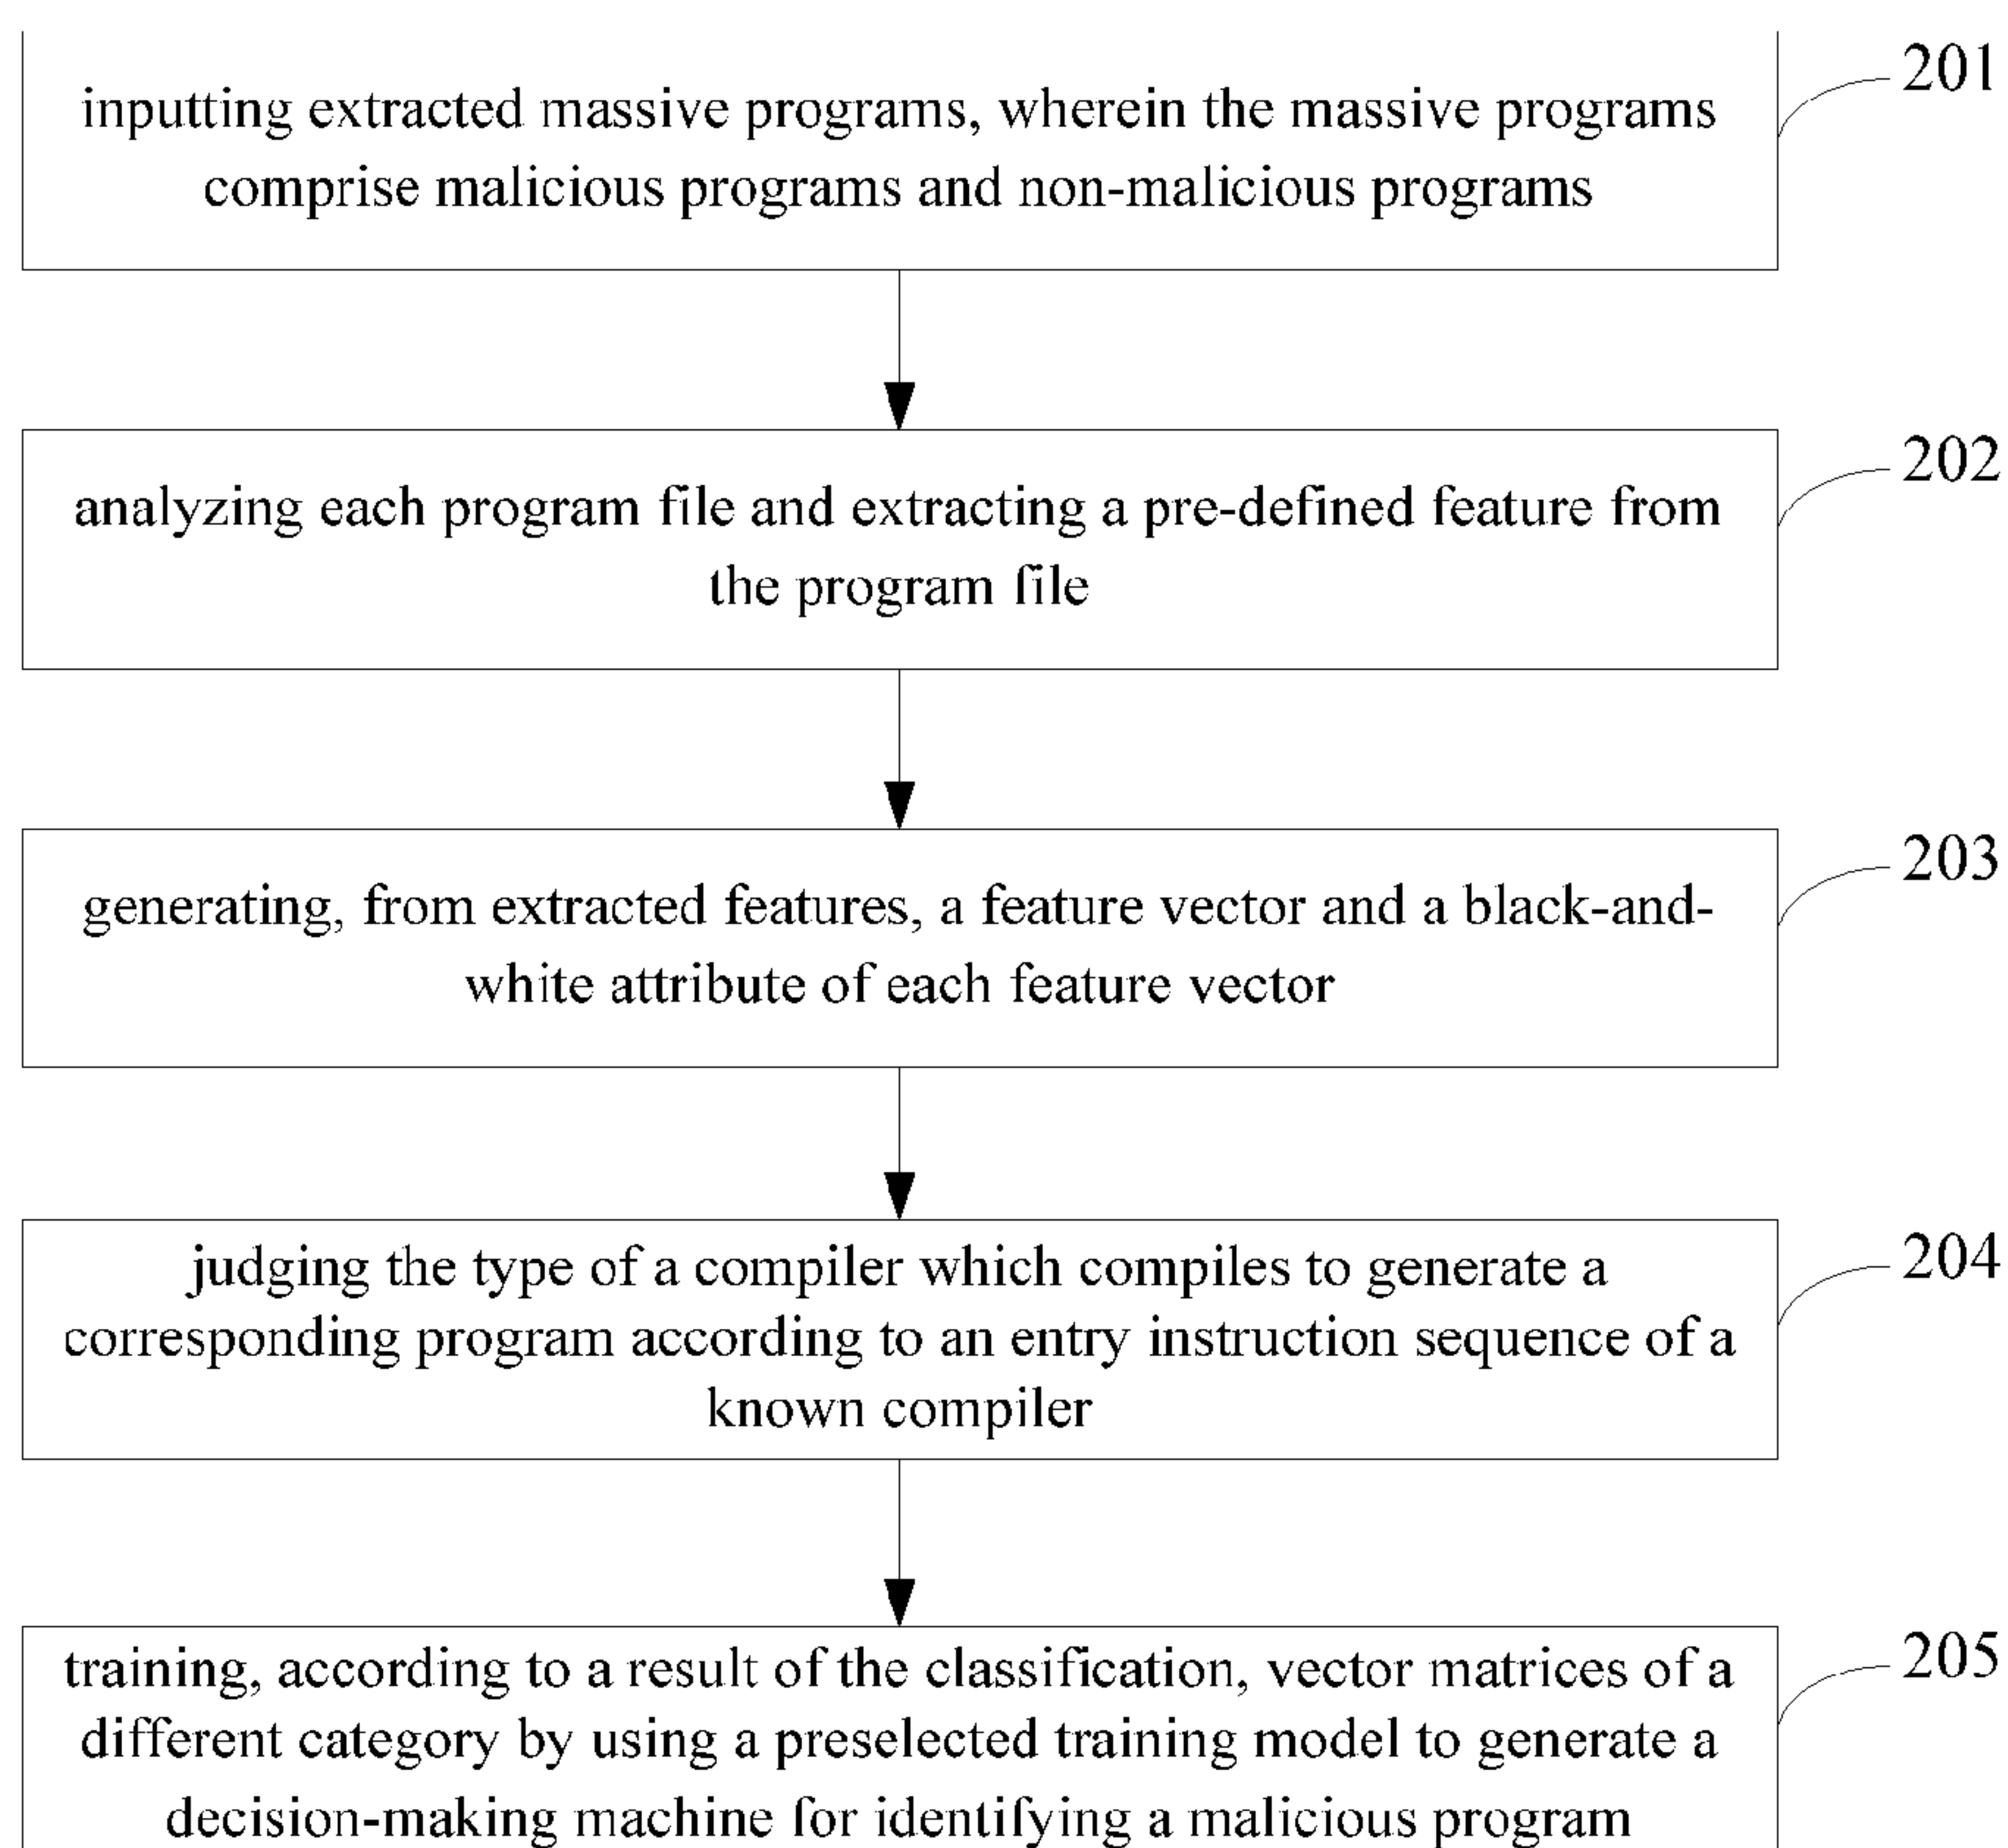 inputting extracted massive programs, wherein the massive programs
comprise malicious programs and non-malicious programs
201
analyzing each program file and extracting a pre-defined feature from
the program file
202
generating, from extracted features, a feature vector and a black-and-
white attribute of each feature vector
203
judging the type of a compiler which compiles to generate a
corresponding program according to an entry instruction sequence of a
known compiler
204
training, according to a result of the classification, vector matrices of a
different category by using a preselected training model to generate a
decision-making machine for identifying a malicious program
205